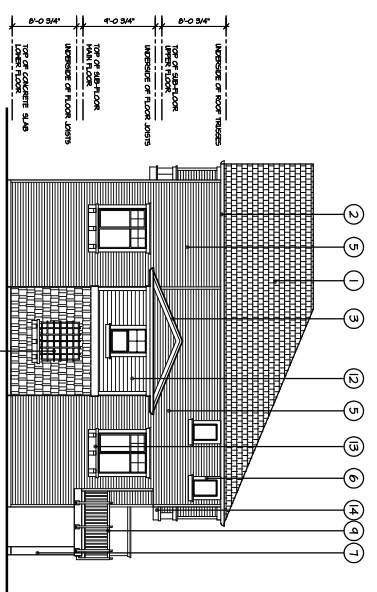 2
5
1
3
12
5
13
6
14
9
7
UNDERSIDE OF ROOF TRUSSES
8'-0 3/4"
TOP OF SUB-FLOOR
UPPER FLOOR
UNDERSIDE OF FLOOR JOISTS
9'-0 3/4"
TOP OF SUB-FLOOR
MAIN FLOOR
UNDERSIDE OF FLOOR JOISTS
8'-0 3/4"
TOP OF CONCRETE SLAB
LOWER FLOOR